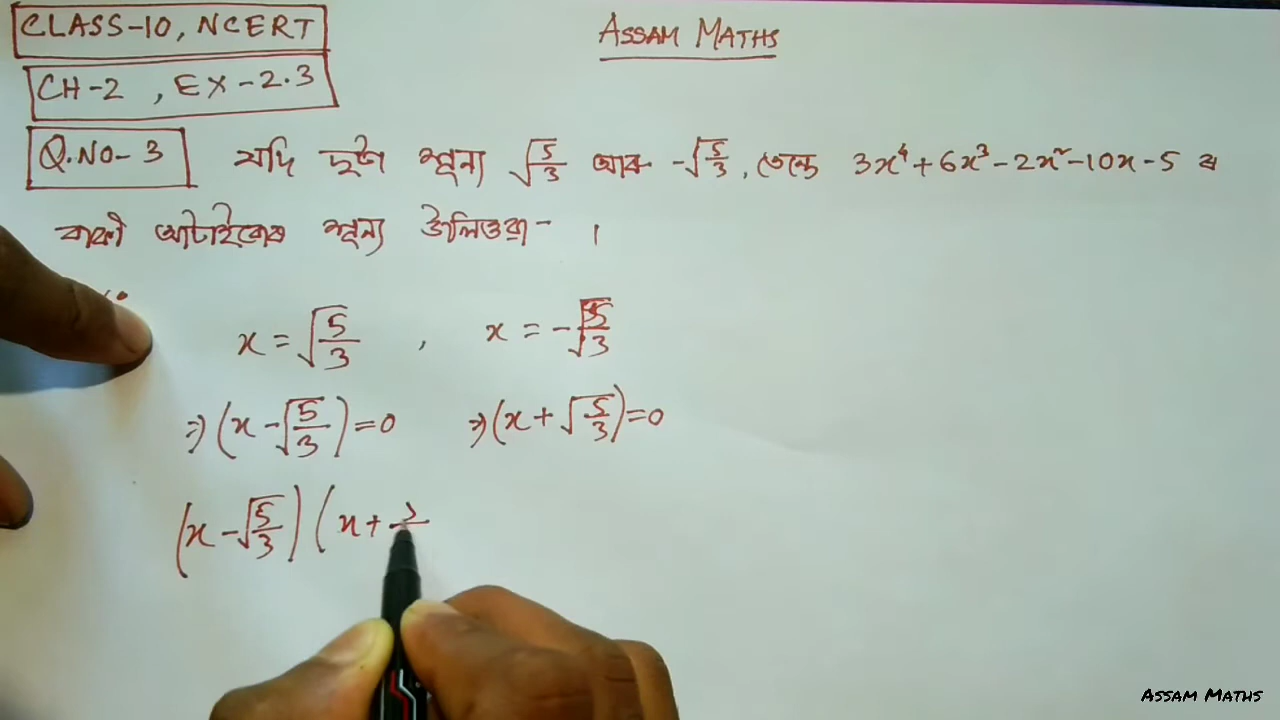 CLASS-10, NCERT
ASSAM MATHS
CH-2 , EX-2.3
Q.NO-3 যদি দুটা শূন্য √5/3 আৰু -√5/3, তেন্তে 3x⁴+6x³-2x²-10x-5 ৰ
বাকী আটাইবোৰ শূন্য উলিওৱা- ।
x = √5/3 , x = -√5/3
⇒(x-√5/3)=0 ⇒(x+√5/3)=0
(x-√5/3) (x+
ASSAM MATHS